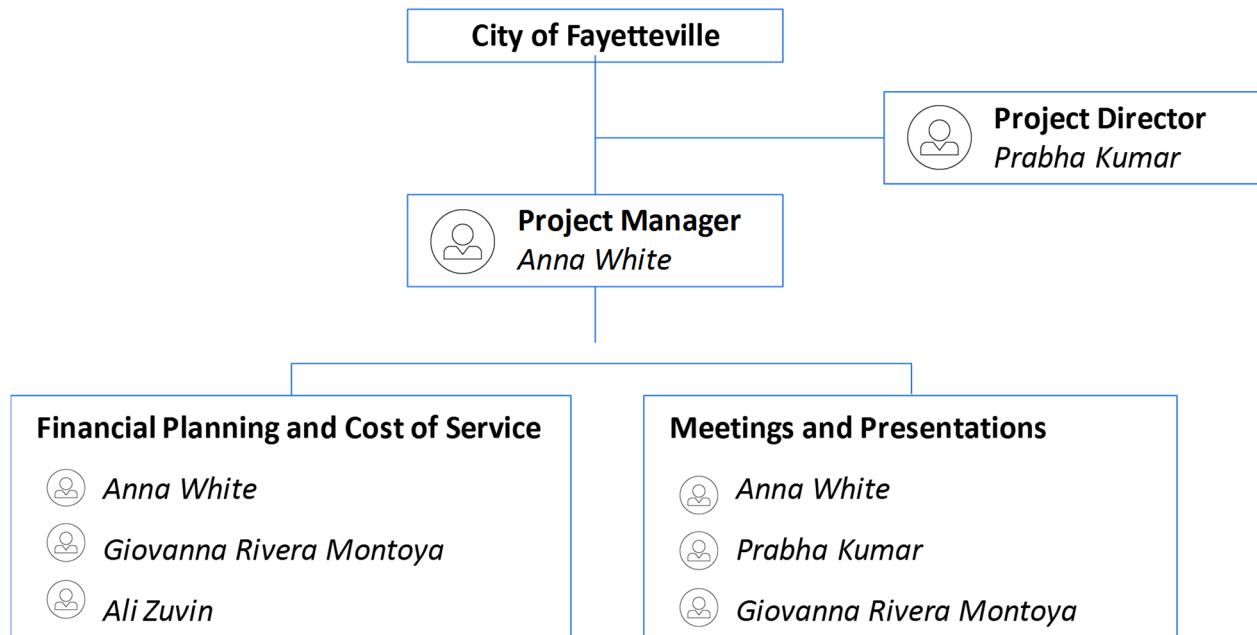 City of Fayetteville
Project Director
Prabha Kumar
Project Manager
Anna White
Financial Planning and Cost of Service
Anna White
Giovanna Rivera Montoya
Ali Zuvin
Meetings and Presentations
Anna White
Prabha Kumar
Giovanna Rivera Montoya